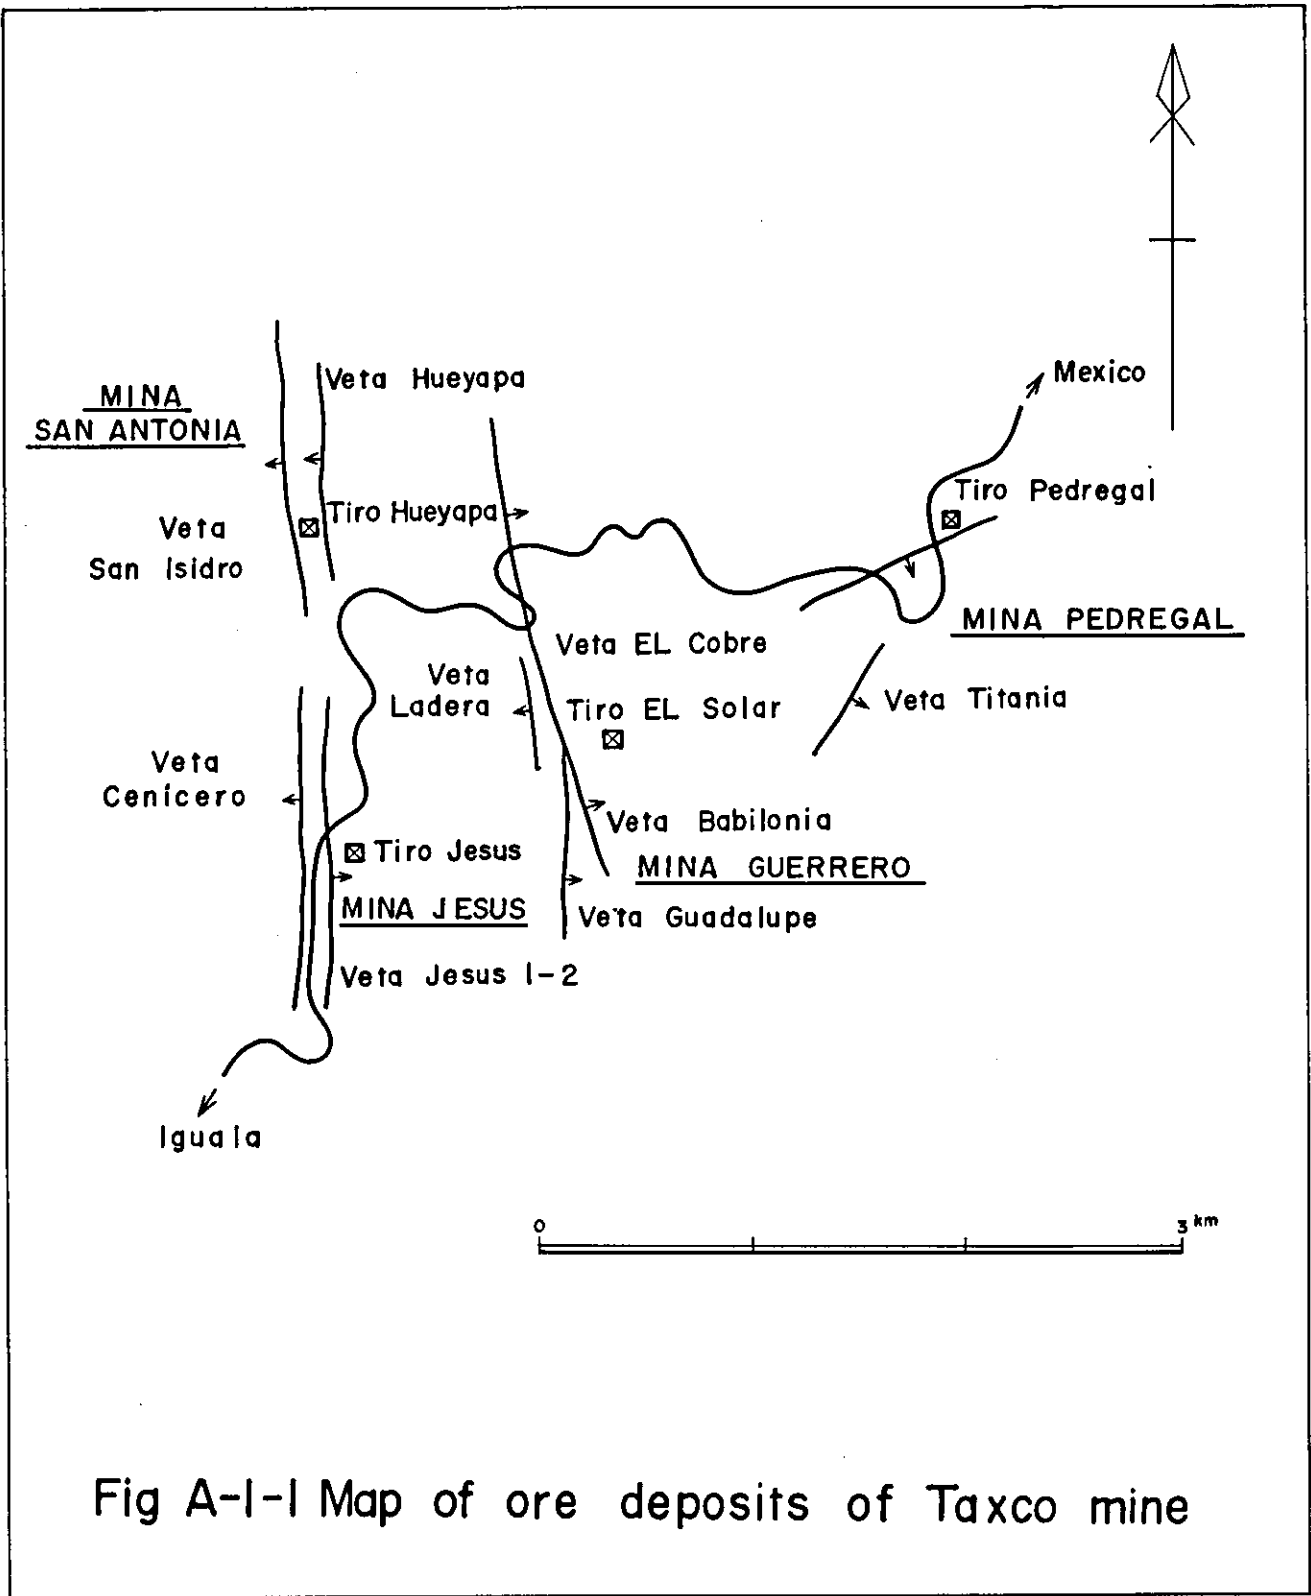 Mexico
Veta Hueyapa
MINA
SAN ANTONIA
Tiro Pedregal
Tiro Hueyapa
Veta
San Isidro
MINA PEDREGAL
Veta EL Cobre
Veta
Ladera
Tiro EL Solar
Veta Titania
Veta
Cenicero
Veta Babilonia
Tiro Jesus
MINA GUERRERO
MINA JESUS
Veta Guadalupe
Veta Jesus 1-2
Iguala
0
3 km
Fig A-1-1 Map of ore deposits of Taxco mine